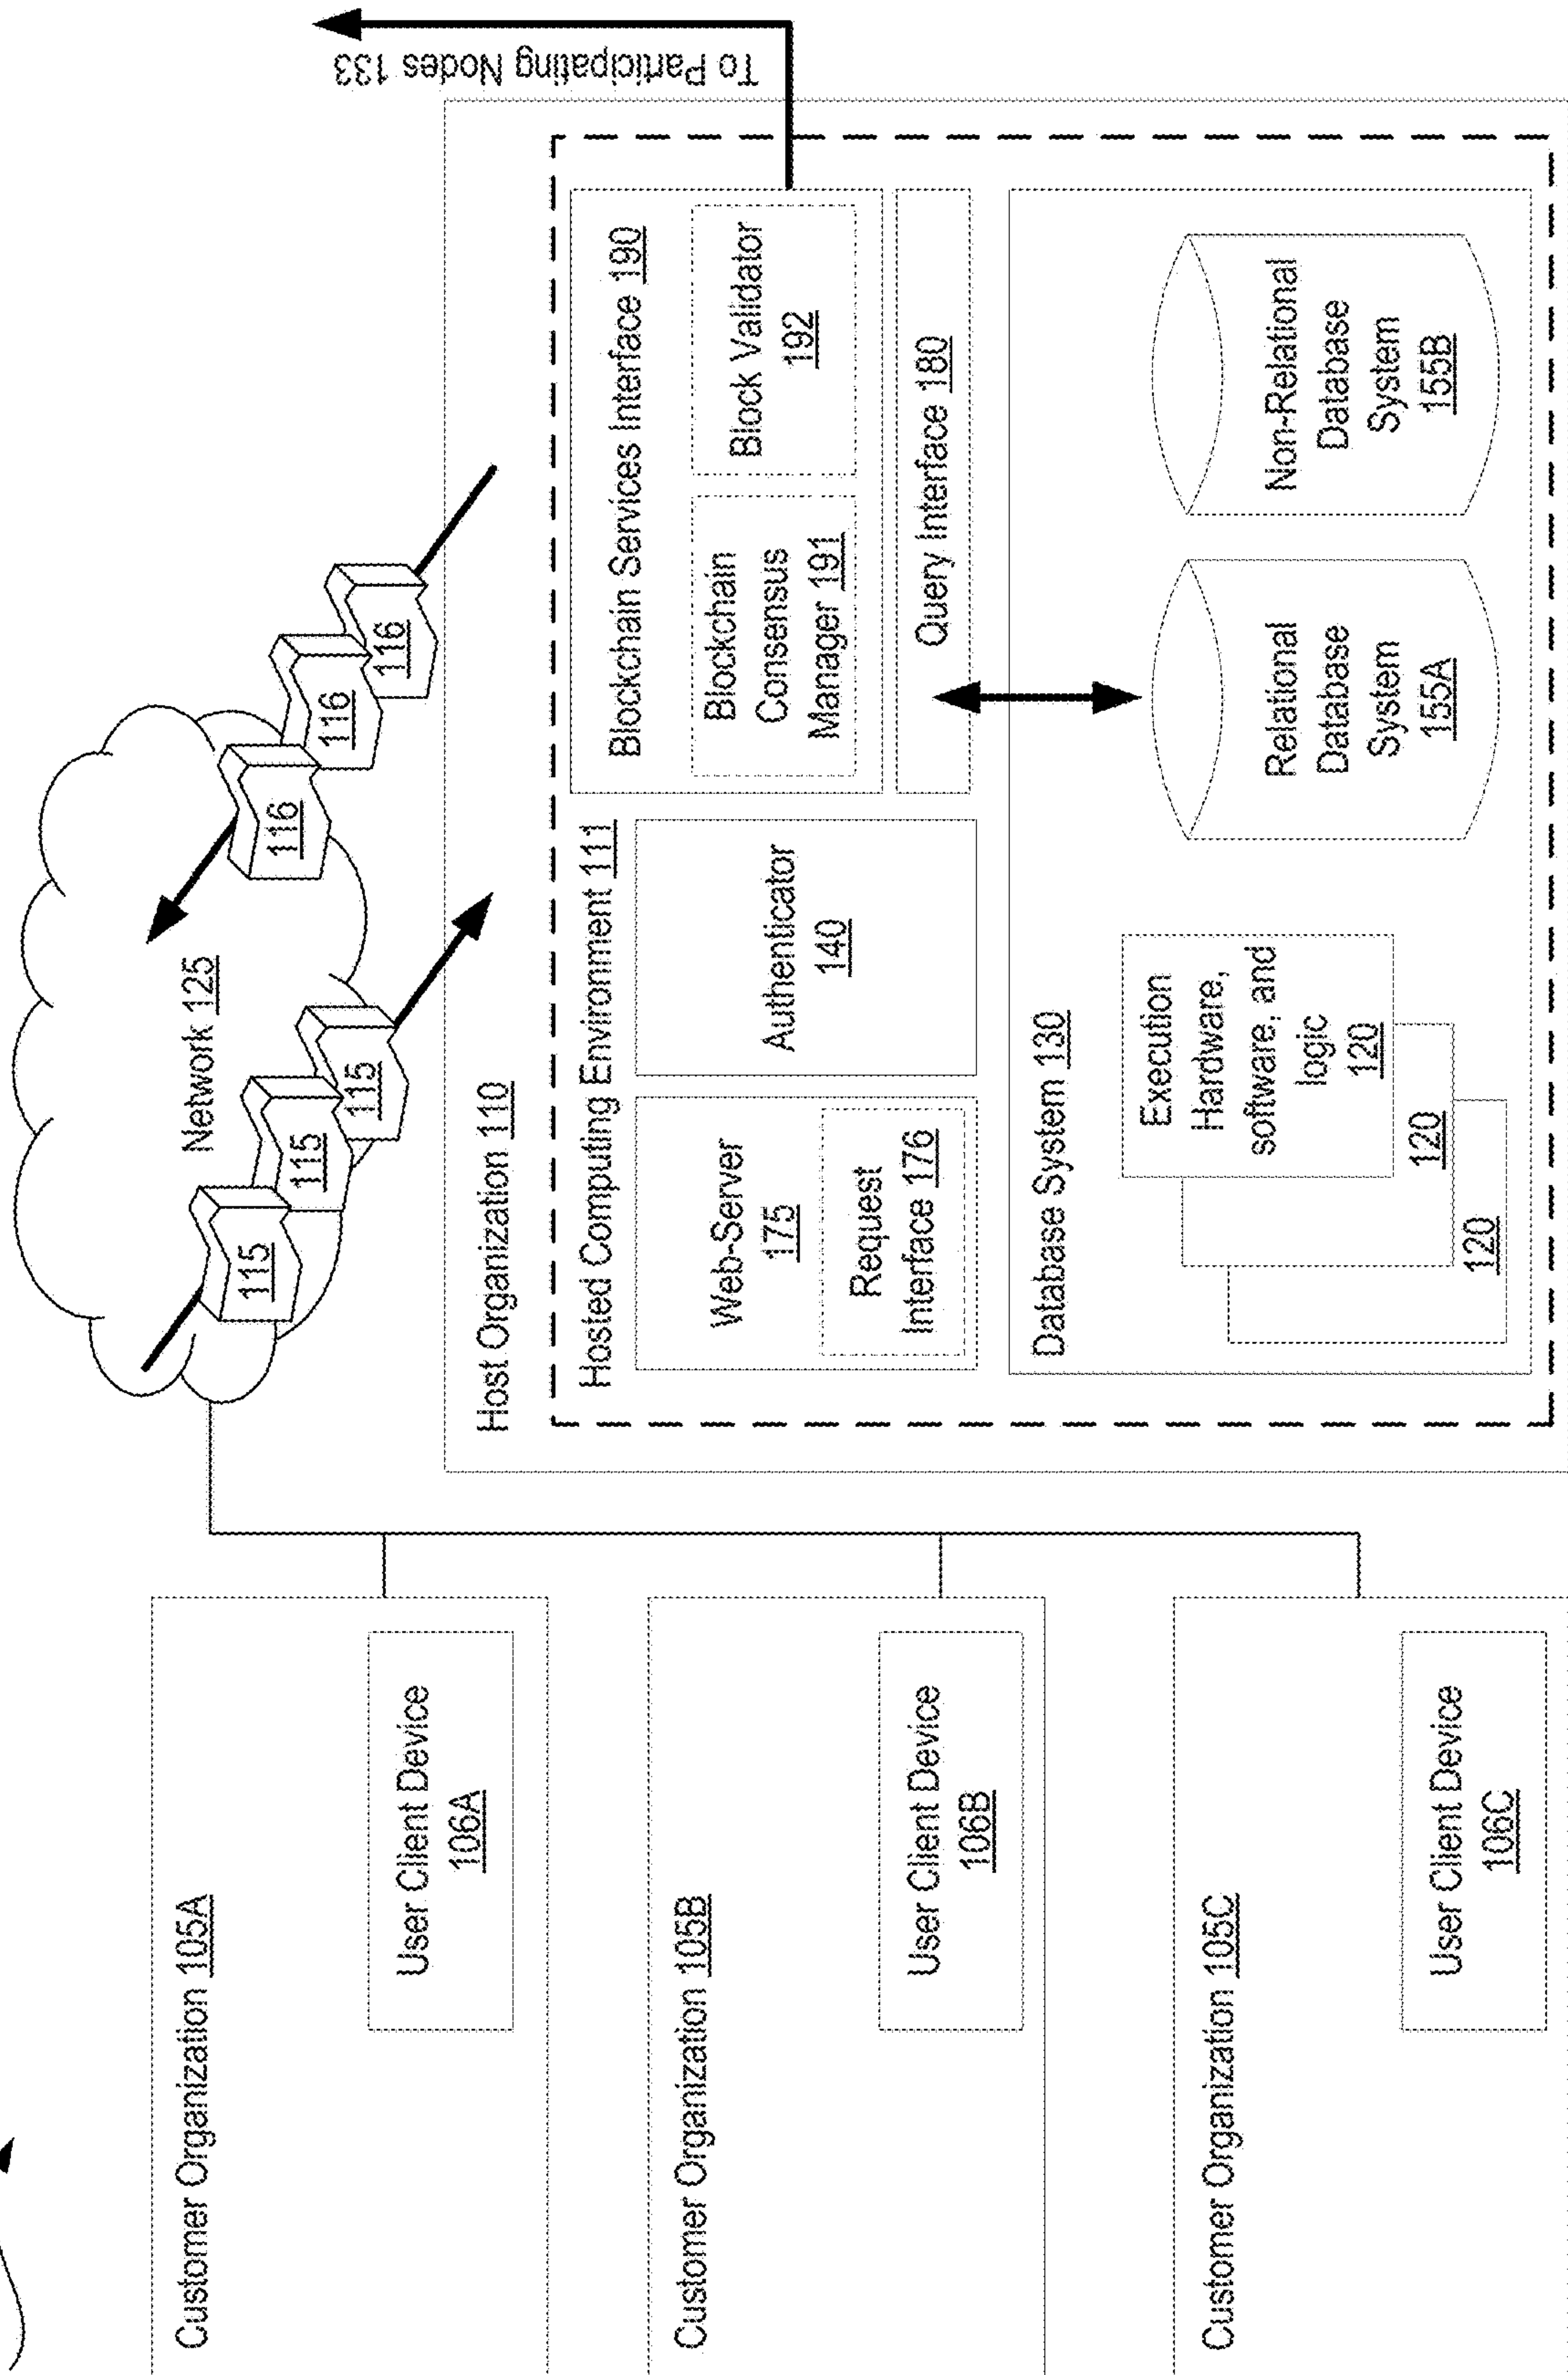 Customer Organization 105A
User Client Device
106A
Customer Organization 105B
User Client Device
106B
Customer Organization 105C
User Client Device
106C
Network 125
115
115
115
116
116
116
To Participating Nodes 133
Host Organization 110
Hosted Computing Environment 111
Web-Server
175
Request
Interface 176
Authenticator
140
Blockchain Services Interface 190
Blockchain
Consensus
Manager 191
Block Validator
192
Query Interface 180
Database System 130
Execution
Hardware,
software, and
logic
120
120
120
Relational
Database
System
155A
Non-Relational
Database
System
155B